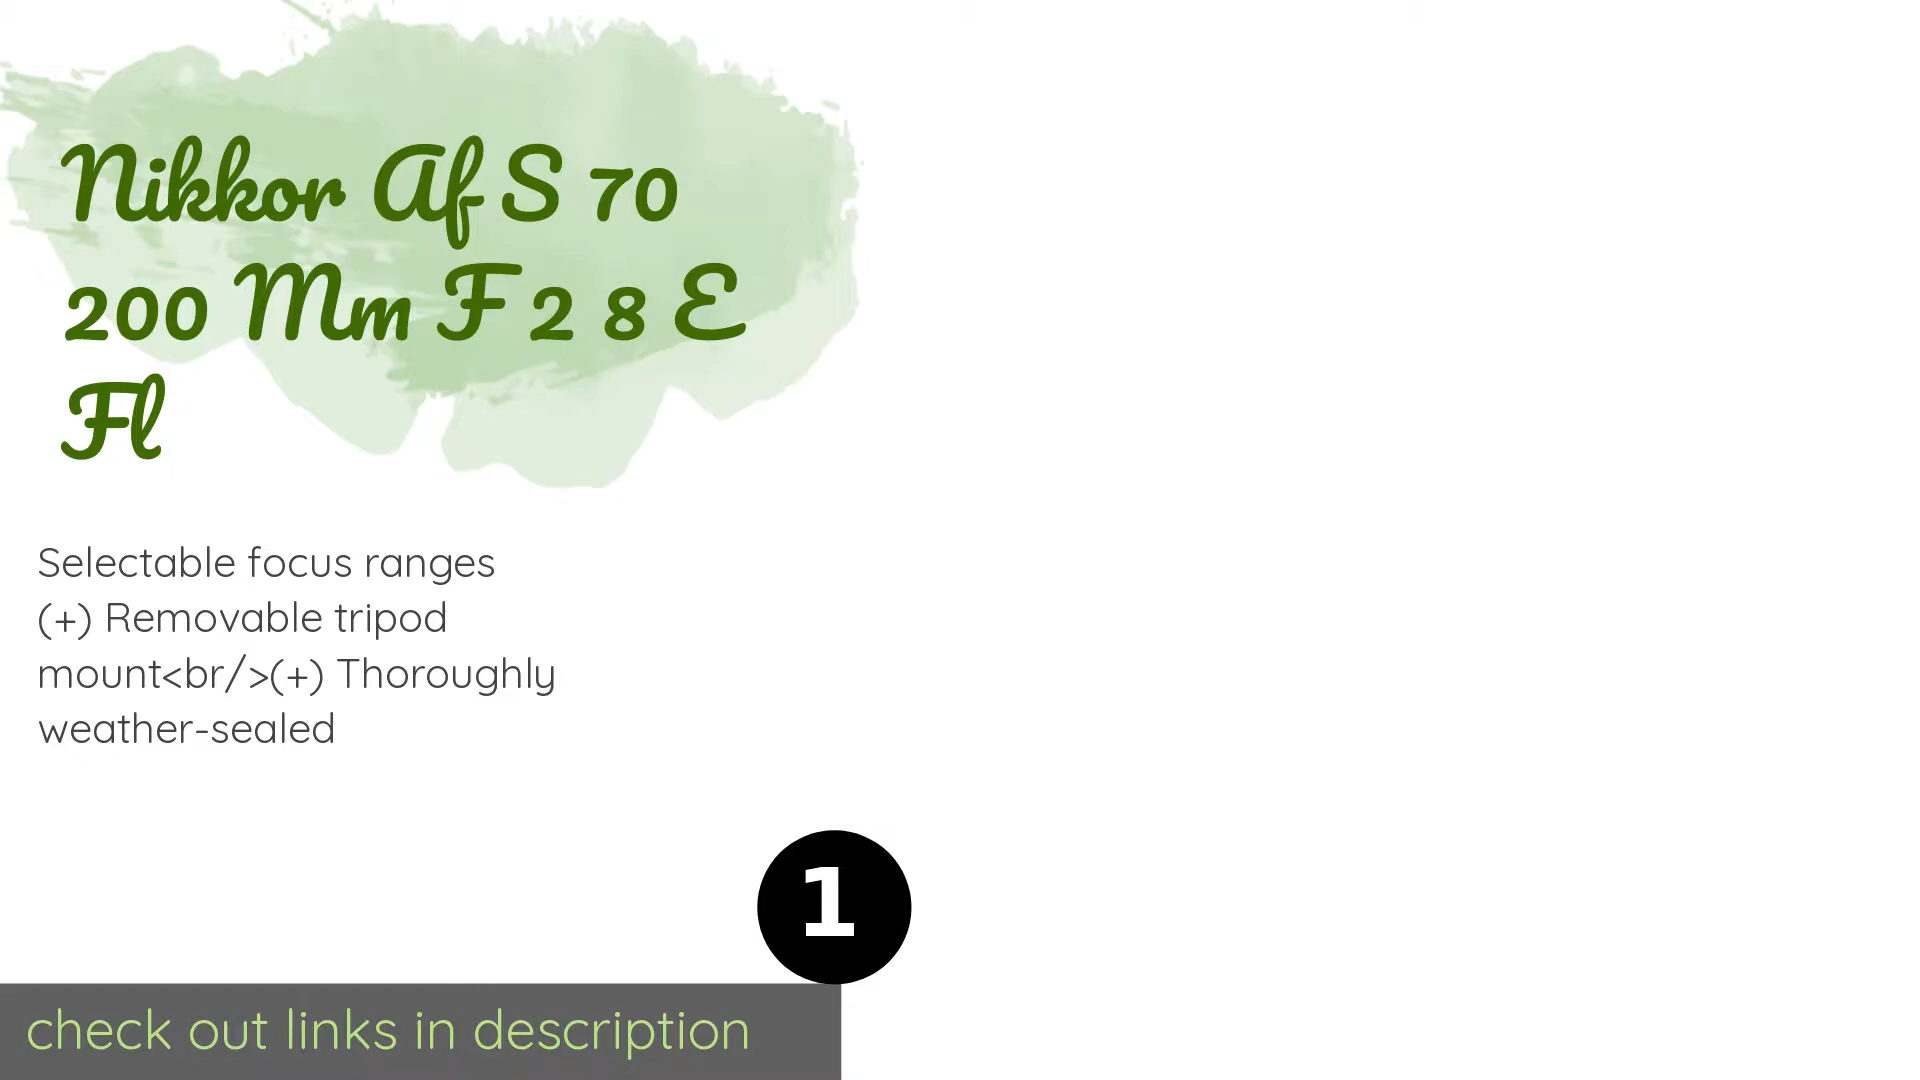 Nikkor Af S 70
200 Mm F 2 8 E
Fl
Selectable focus ranges
(+) Removable tripod
mount<br/>(+) Thoroughly
weather-sealed
1
check out links in description